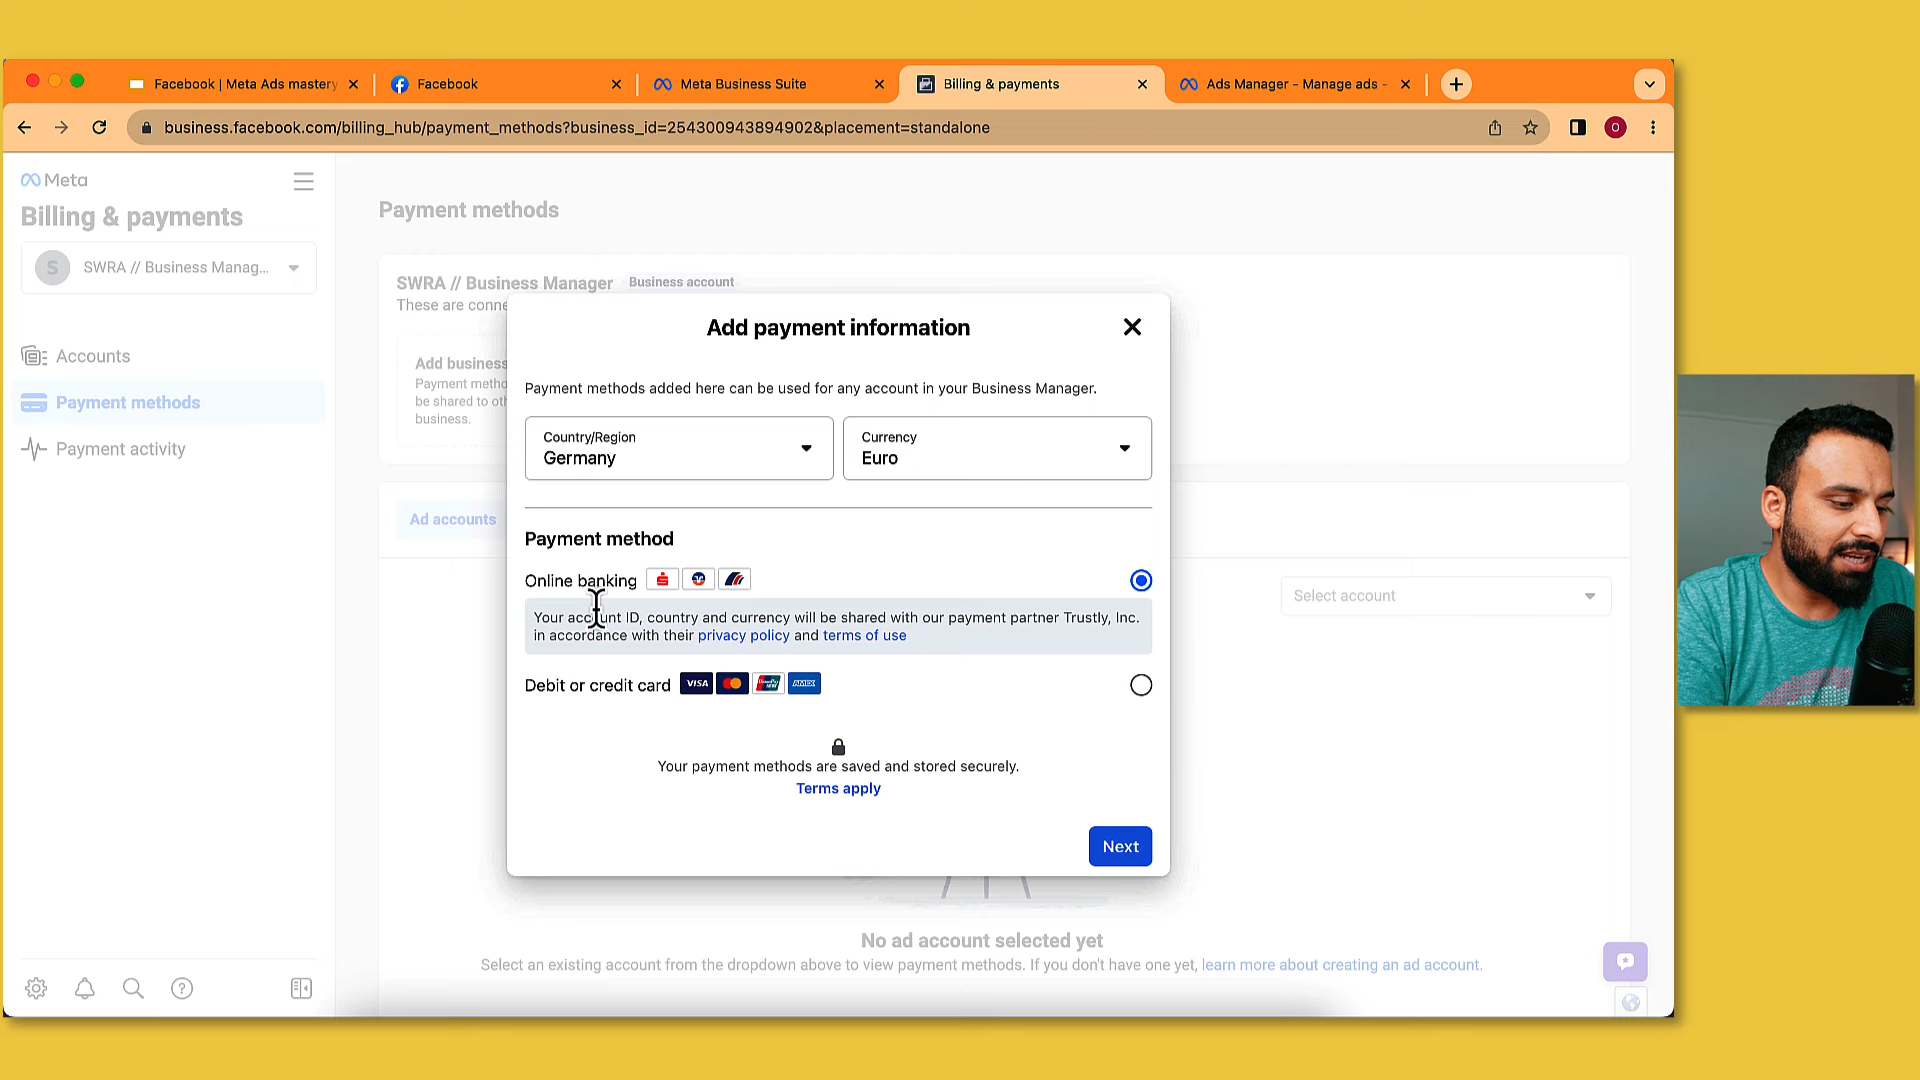 Facebook | Meta Ads mastery
Facebook
Meta Business Suite
Billing & payments
Ads Manager - Manage ads -
business.facebook.com/billing_hub/payment_methods?business_id=254300943894902&placement=standalone
O
Meta
Billing & payments
S
SWRA // Business Manag...
Accounts
Payment methods
Payment activity
Payment methods
SWRA // Business Manager
Business account
These are conne
Add business
Payment metho
be shared to oth
business.
Ad accounts
Select account
Add payment information
Payment methods added here can be used for any account in your Business Manager.
Country/Region
Germany
Currency
Euro
Payment method
Online banking
Your account ID, country and currency will be shared with our payment partner Trustly, Inc.
in accordance with their privacy policy and terms of use
Debit or credit card
VISA
UnionPay
AMEX
Your payment methods are saved and stored securely.
Terms apply
Next
No ad account selected yet
Select an existing account from the dropdown above to view payment methods. If you don't have one yet, learn more about creating an ad account.